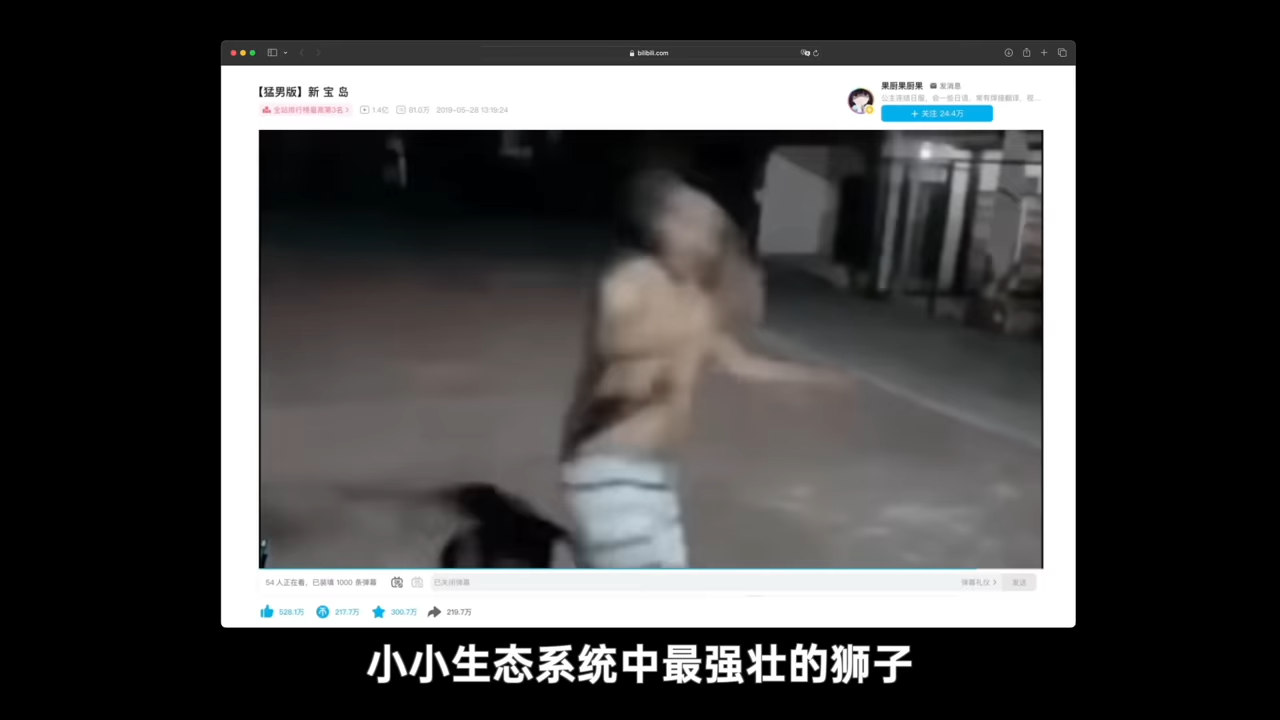 bilibili.com
【猛男版】新 宝 岛
全站排行榜最高第3名 >
1.4亿
81.0万
2019-05-28 13:19:24
果厨果厨果
发消息
+ 关注 24.4万
54 人正在看，已装填 1000 条弹幕
已关闭弹幕
弹幕礼仪 >
发送
528.1万
217.7万
300.7万
219.7万
小小生态系统中最强壮的狮子